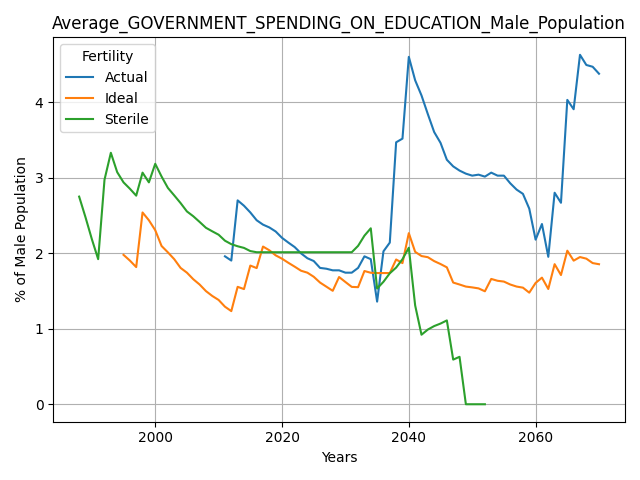 Average_GOVERNMENT_SPENDING_ON_EDUCATION_Male_Population
Fertility
Actual
Ideal
Sterile
% of Male Population
4
3
2
1
0
2000 2020 2040 2060
Years